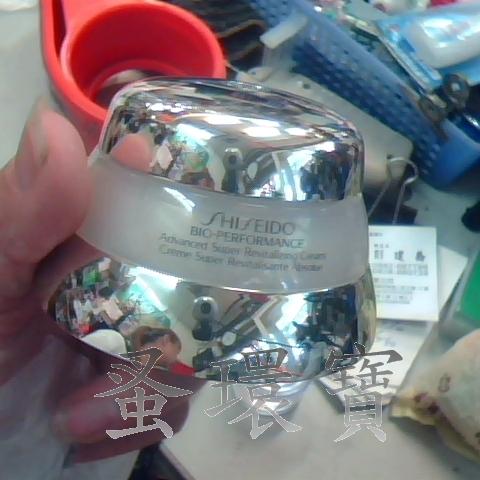 SHISEIDO
BIO-PERFORMANCE
Advanced Super Revitalizing Cream
Crème Super Revitalisante Absolue
蚤環寶